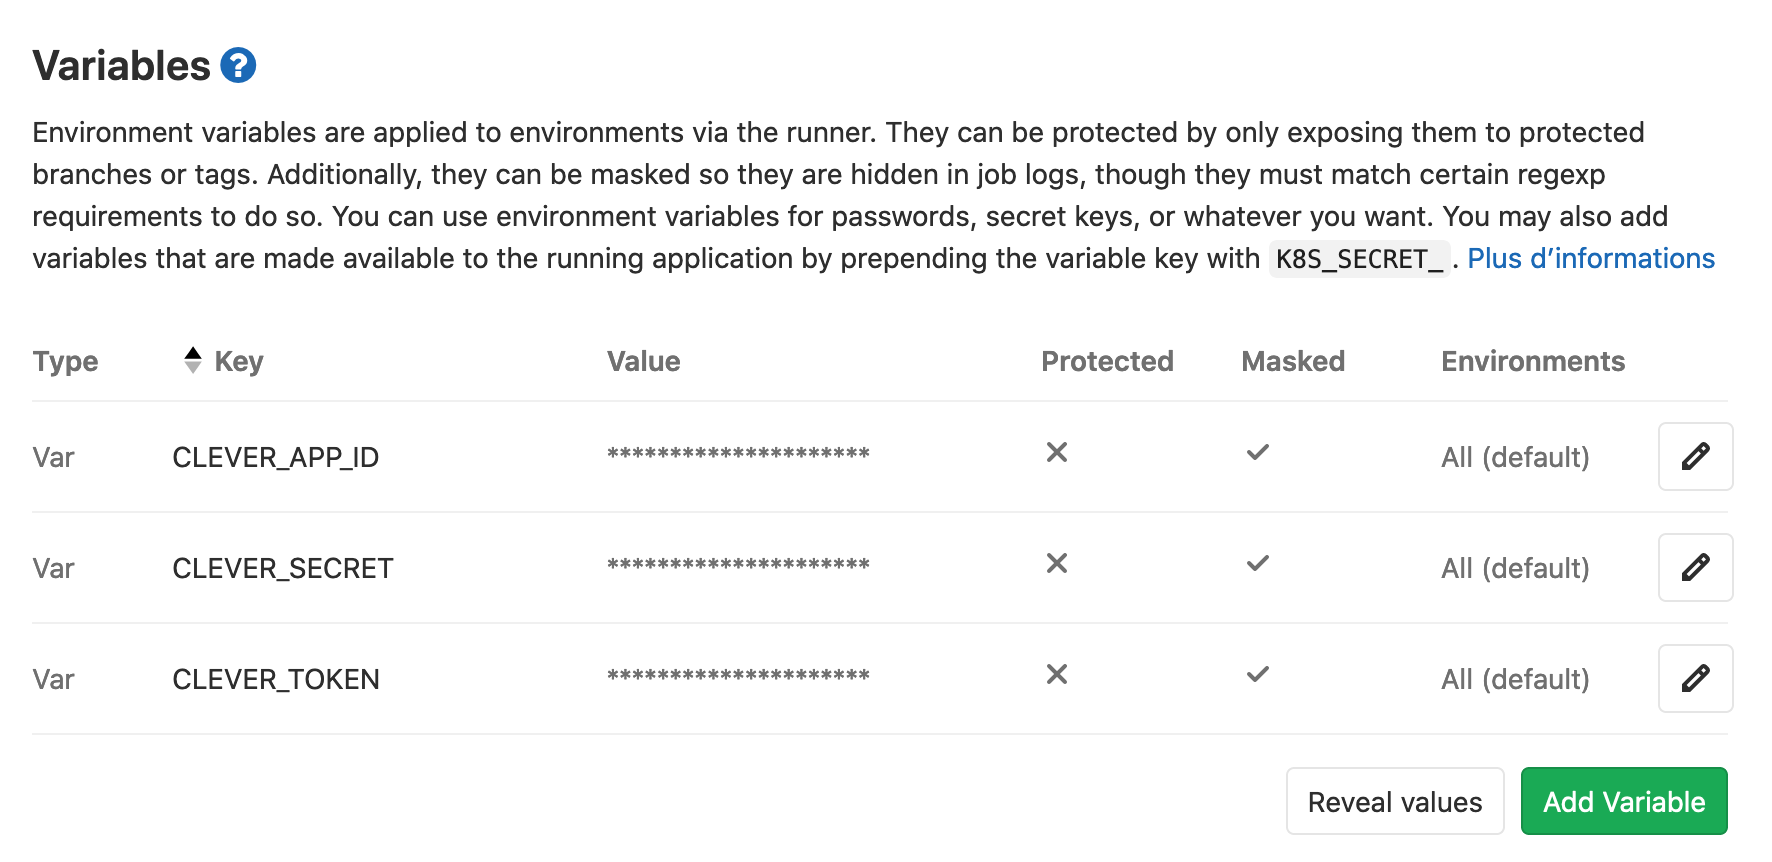 Variables ?
Environment variables are applied to environments via the runner. They can be protected by only exposing them to protected
branches or tags. Additionally, they can be masked so they are hidden in job logs, though they must match certain regexp
requirements to do so. You can use environment variables for passwords, secret keys, or whatever you want. You may also add
variables that are made available to the running application by prepending the variable key with K8S_SECRET_ . Plus d’informations
Type Key Value Protected Masked Environments
Var CLEVER_APP_ID ********************* All (default)
Var CLEVER_SECRET ********************* All (default)
Var CLEVER_TOKEN ********************* All (default)
Reveal values Add Variable